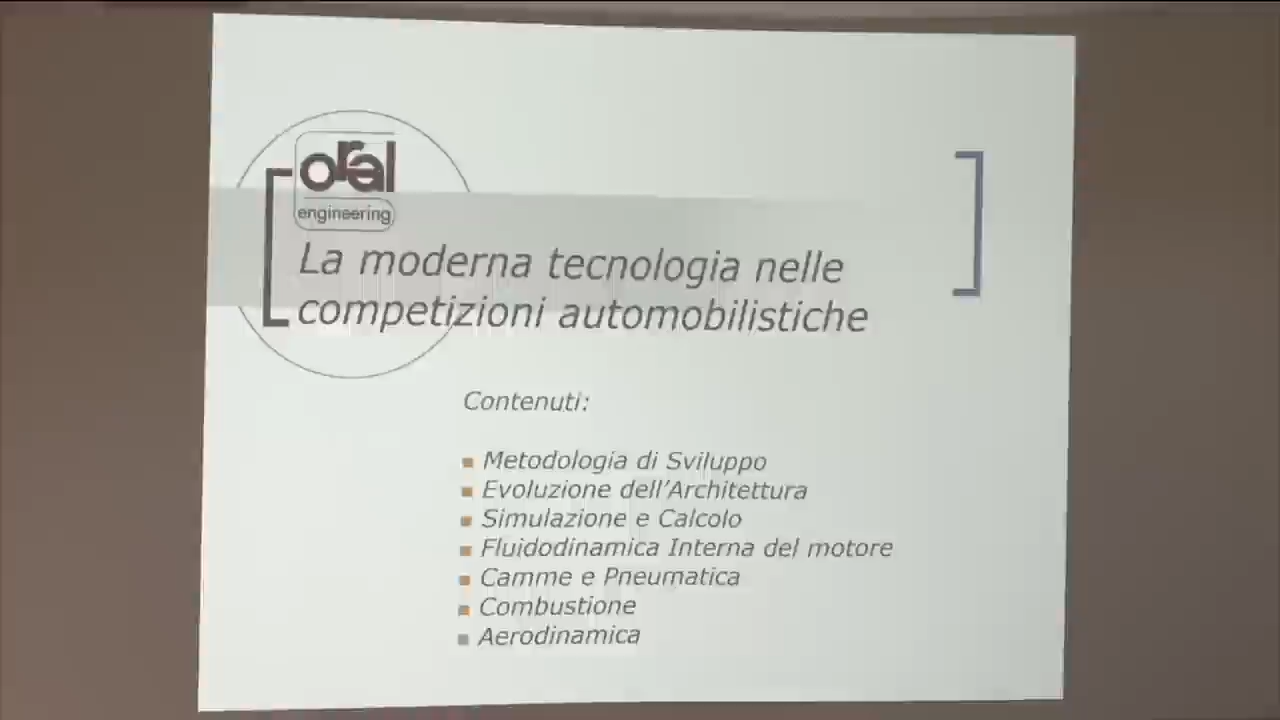 oral
engineering
La moderna tecnologia nelle
competizioni automobilistiche
Contenuti:
Metodologia di Sviluppo
Evoluzione dell'Architettura
Simulazione e Calcolo
Fluidodinamica Interna del motore
Camme e Pneumatica
Combustione
Aerodinamica